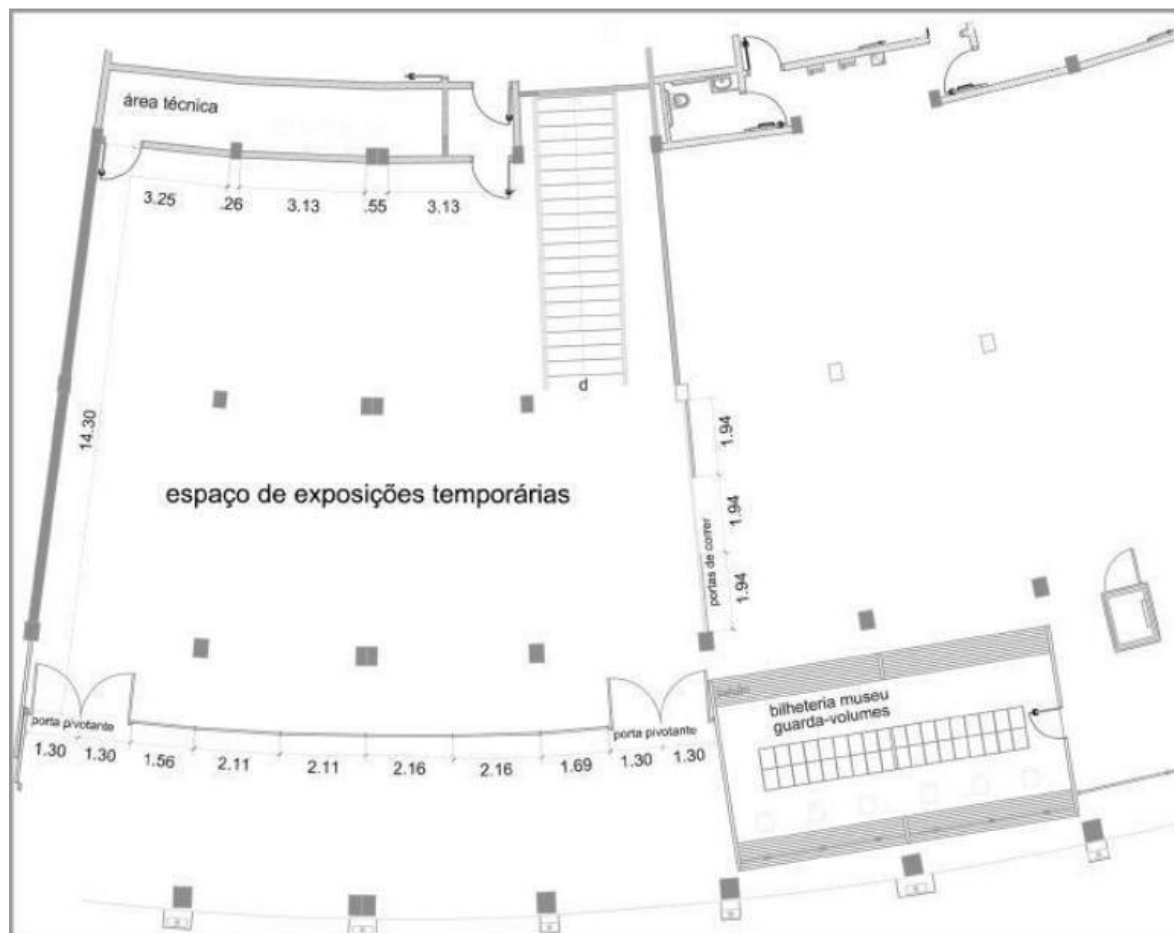 área técnica
3.25
.26
3.13
.55
3.13
d
14.30
1.94
espaço de exposições temporárias
1.94
portas de correr
1.94
bilheteria museu
guarda-volumes
porta pivotante
porta pivotante
1.30
1.30
1.56
2.11
2.11
2.16
2.16
1.69
1.30
1.30